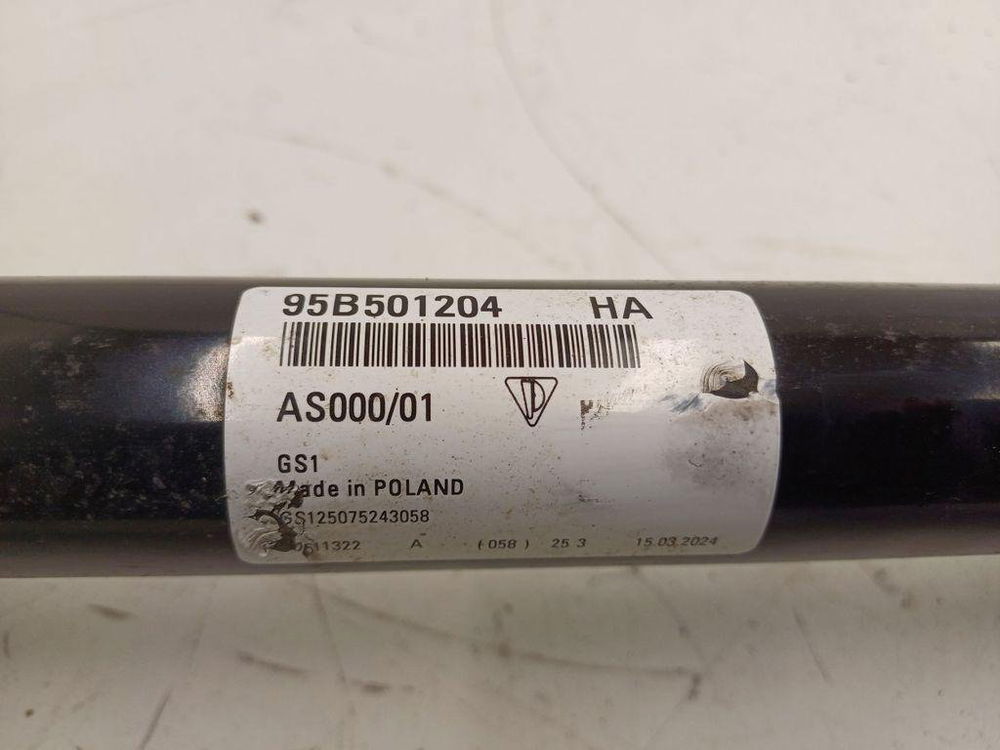 95B501204 HA
AS000/01
GS1
Made in POLAND
GS125075243058
A (058) 25 3 15.03.2024